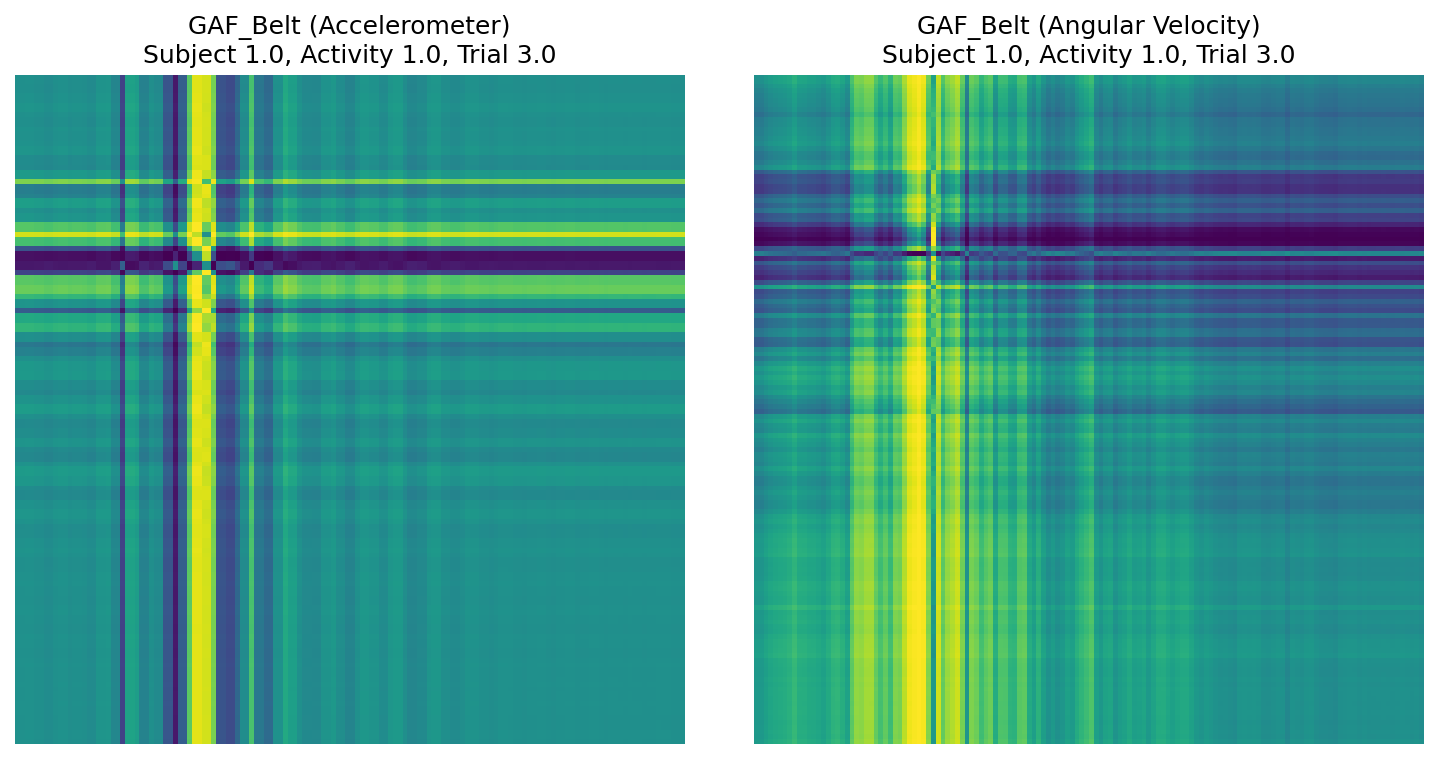 GAF_Belt (Accelerometer)
Subject 1.0, Activity 1.0, Trial 3.0
GAF_Belt (Angular Velocity)
Subject 1.0, Activity 1.0, Trial 3.0